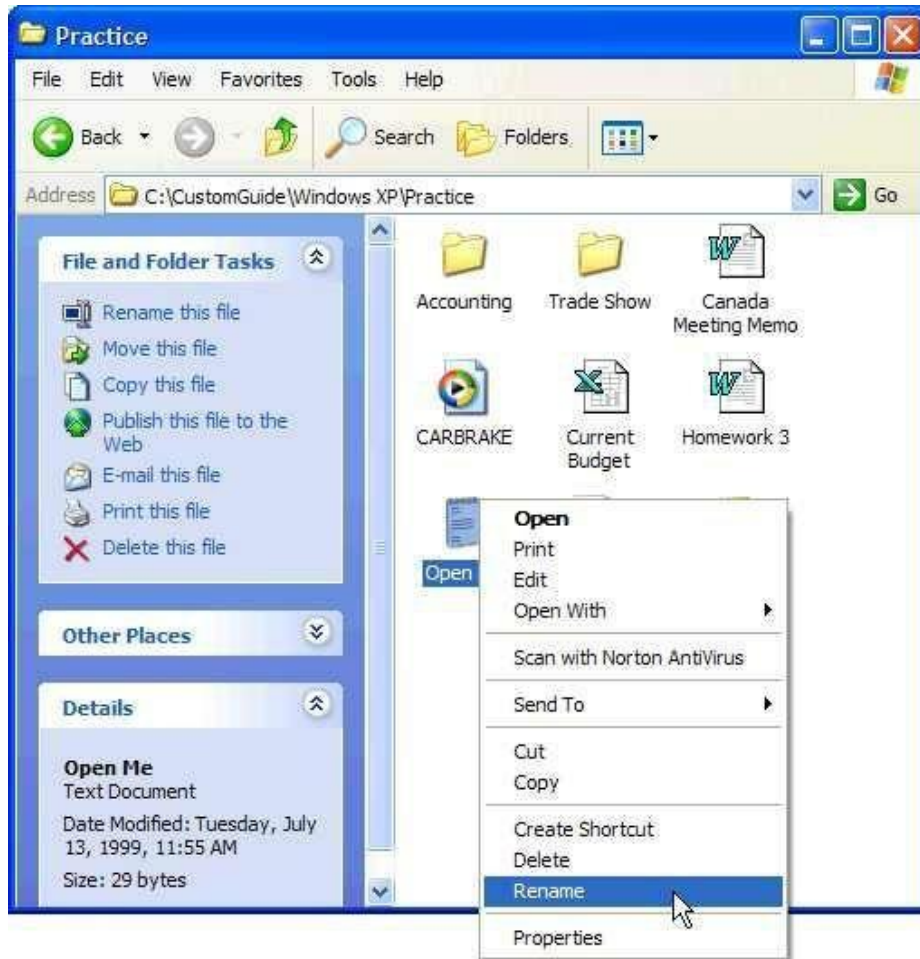 Practice
File Edit View Favorites Tools Help
Back Search Folders
Address C:\CustomGuide\Windows XP\Practice Go
File and Folder Tasks
Rename this file
Move this file
Copy this file
Publish this file to the
Web
E-mail this file
Print this file
Delete this file
Other Places
Details
Open Me
Text Document
Date Modified: Tuesday, July
13, 1999, 11:55 AM
Size: 29 bytes
Accounting Trade Show Canada
Meeting Memo
CARBRAKE Current Homework 3
Budget
Open
Open
Print
Edit
Open With
Scan with Norton AntiVirus
Send To
Cut
Copy
Create Shortcut
Delete
Rename
Properties